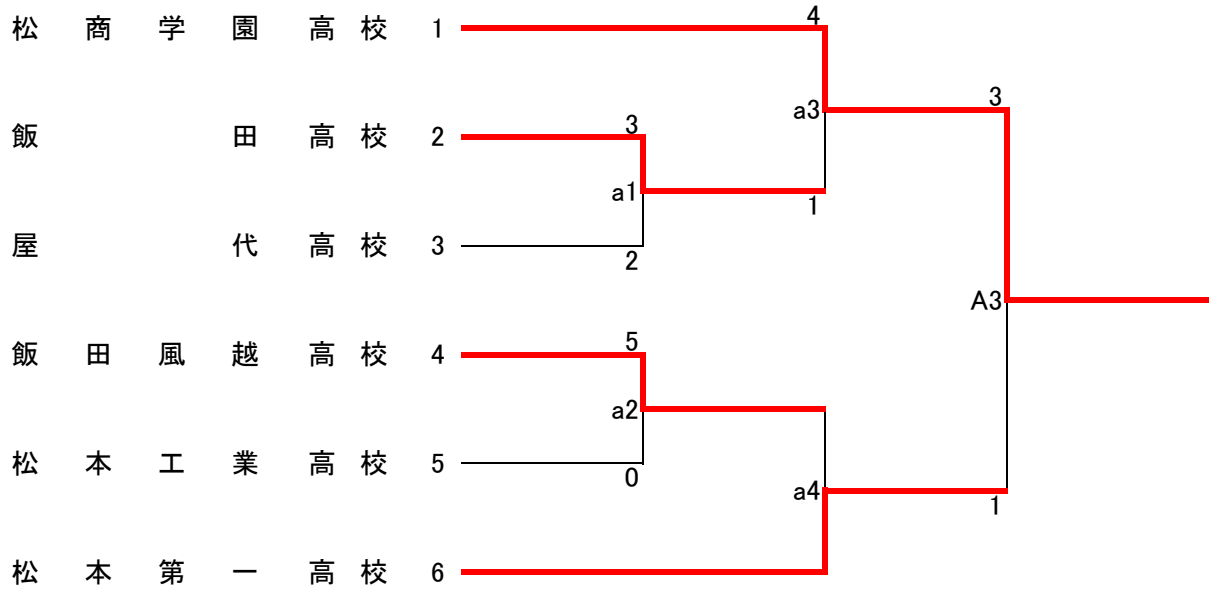 4
松商学園高校 1
3
a3
3
飯田高校 2
a1
1
屋代高校 3
2
A3
5
飯田風越高校 4
a2
松本工業高校 5
0
a4
1
松本第一高校 6